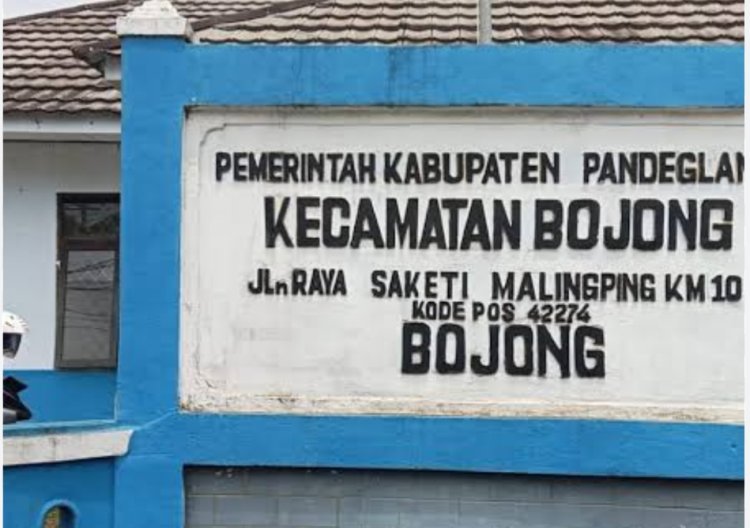 PEMERINTAH KABUPATEN PANDEGLAN
KECAMATAN BOJONG
JLn RAYA SAKETI MALINGPING KM 10
KODE POS 42274
BOJONG